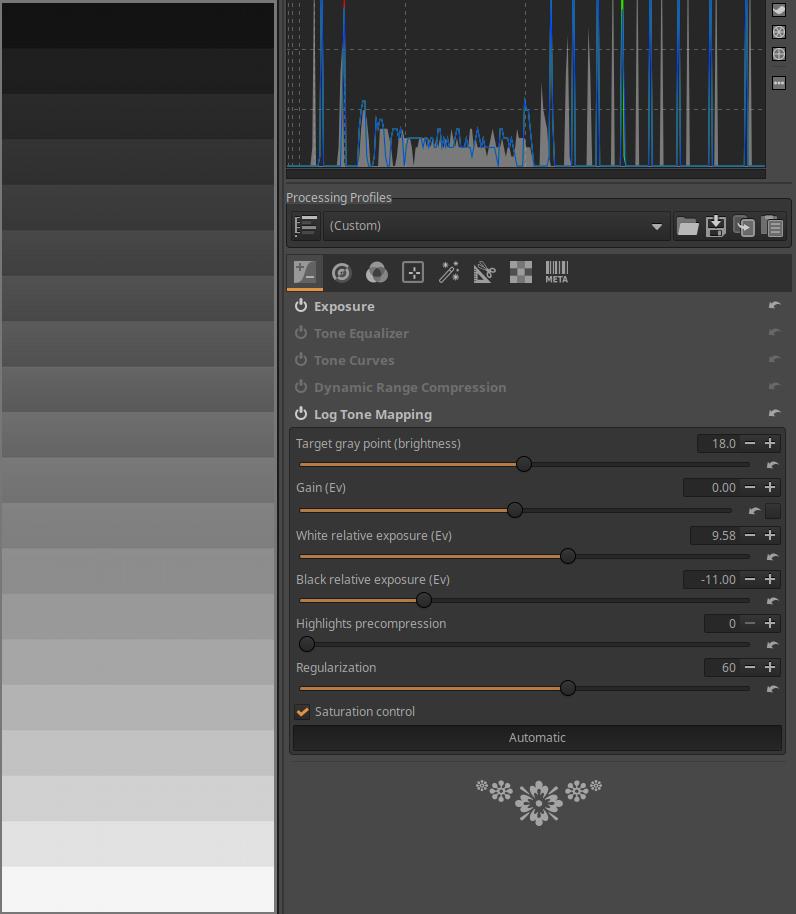 Processing Profiles
(Custom)
META
Exposure
Tone Equalizer
Tone Curves
Dynamic Range Compression
Log Tone Mapping
Target gray point (brightness) 18.0
Gain (Ev) 0.00
White relative exposure (Ev) 9.58
Black relative exposure (Ev) -11.00
Highlights precompression 0
Regularization 60
Saturation control
Automatic